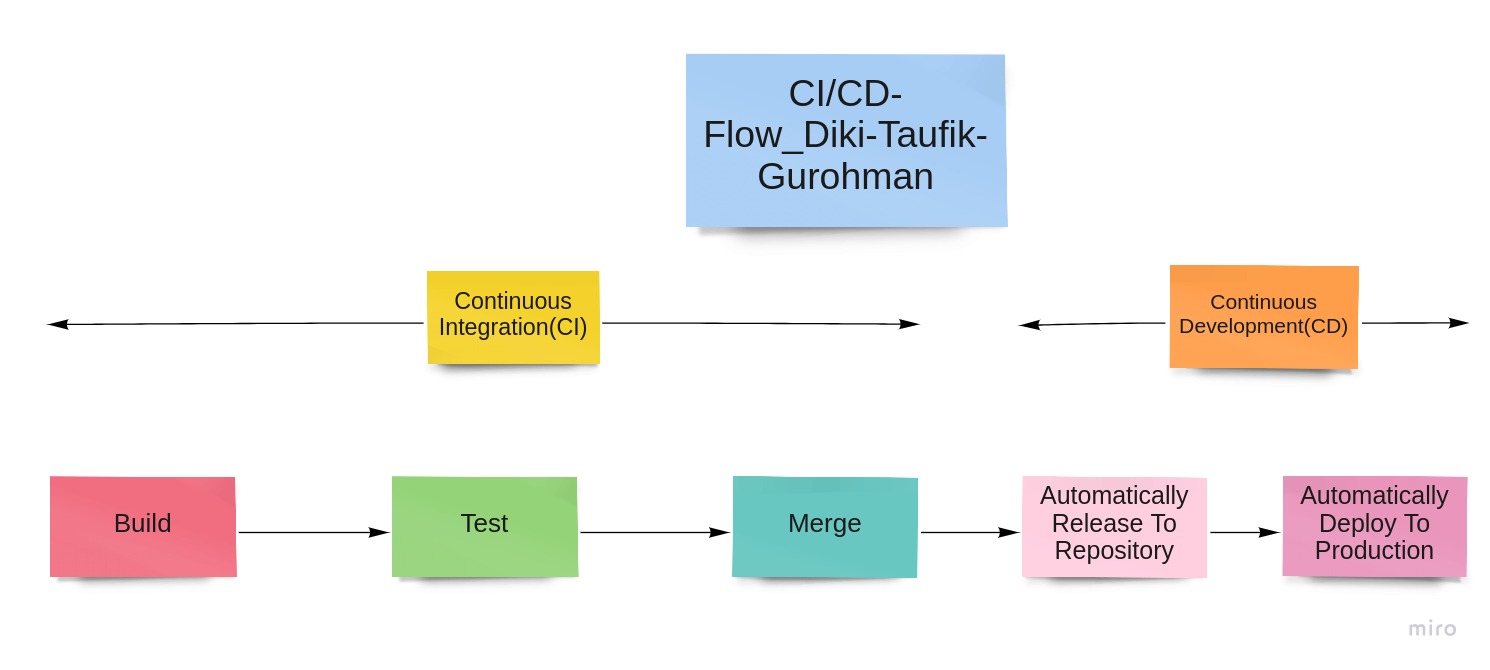 CI/CD-
Flow_Diki-Taufik-
Gurohman
Continuous
Integration(CI)
Continuous
Development(CD)
Build
Test
Merge
Automatically
Release To
Repository
Automatically
Deploy To
Production
miro